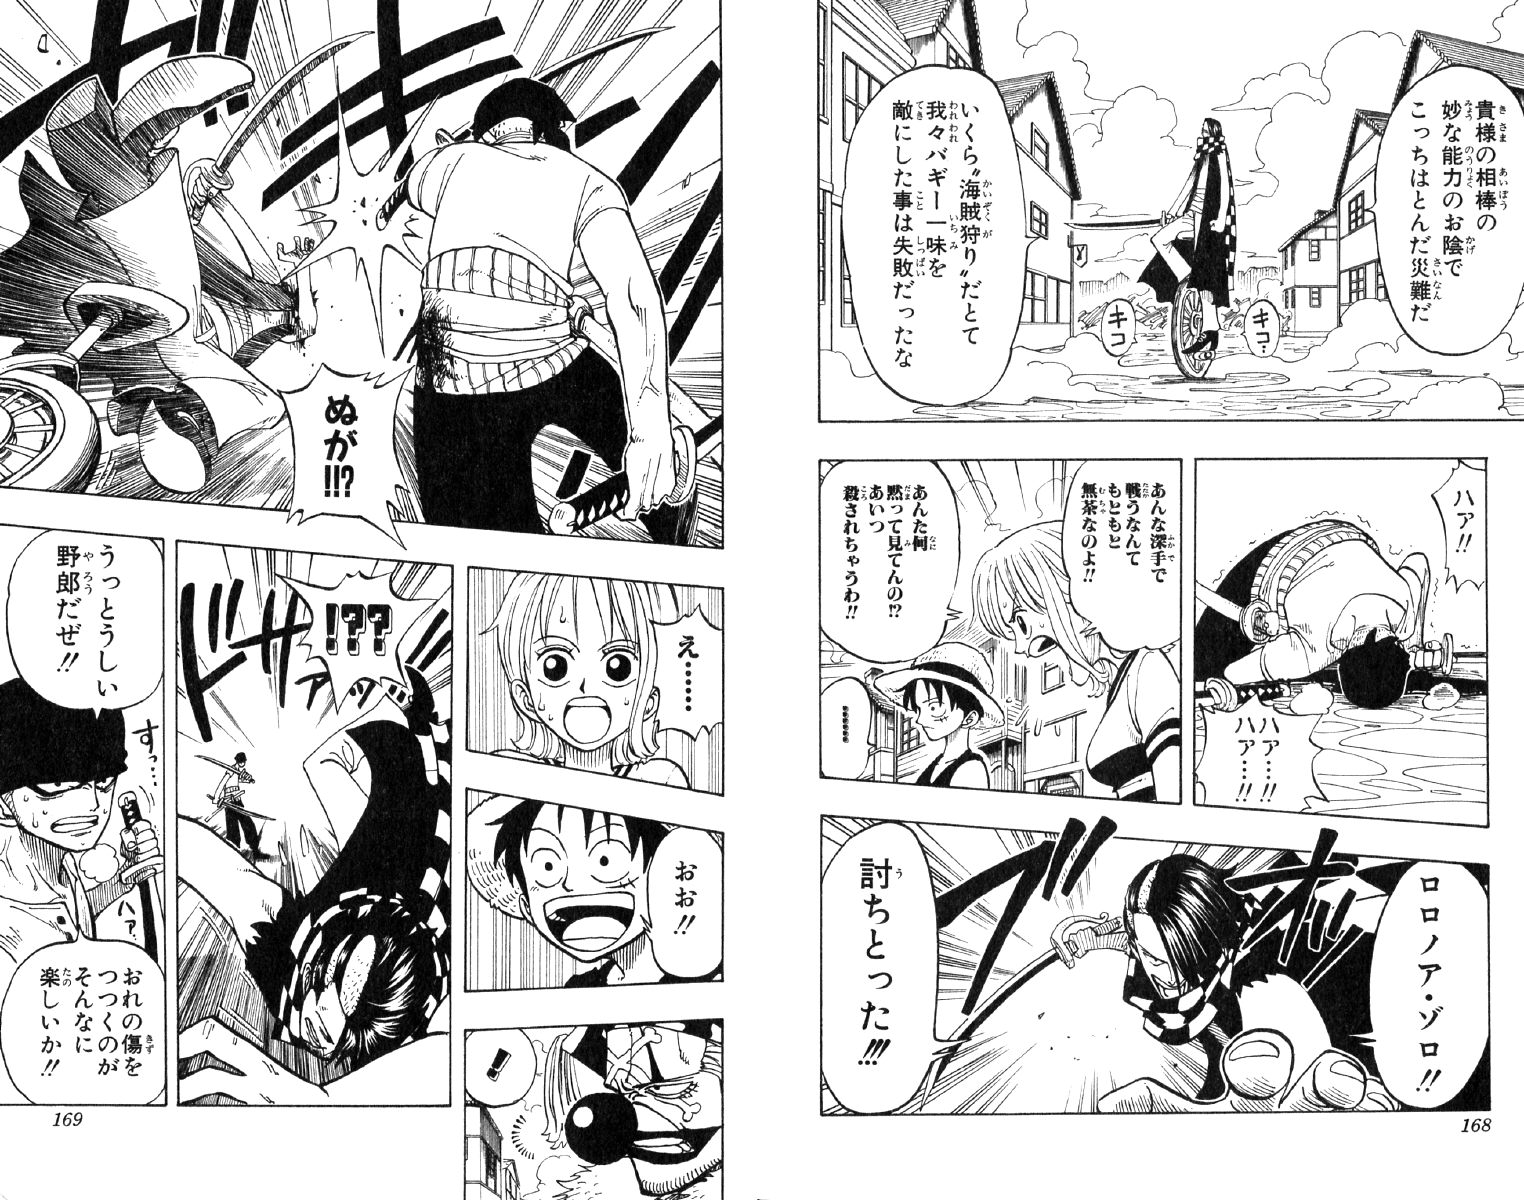 貴様の相棒の
妙な能力のお陰で
こっちはとんだ災難だ
いくら〝海賊狩り〟だとて
我々バギー一味を
敵にした事は失敗だったな
キコ・
キコ
ハァ!!
ハァ…!!
ハァ…!!
あんな深手で
戦うなんて
もともと
無茶なのよ!!
あんた何
黙って見てんの!?
あいつ
殺されちゃうわ!!
………
ロロノア・ゾロ!!
討ちとった!!!
ぬが!!?
え……
おお!!
!
!??
ドサァッ
うっとうしい
野郎だぜ!!
すっ…
ハァ
おれの傷を
つつくのが
そんなに
楽しいか!!
168
169